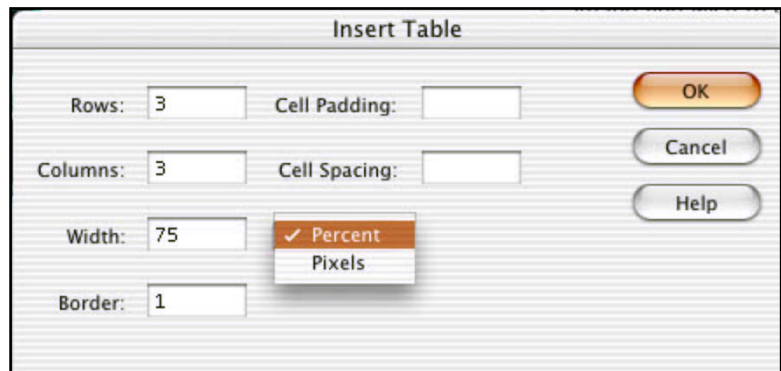 Insert Table
Rows: 3 Cell Padding:
OK
Columns: 3 Cell Spacing:
Cancel
Help
Width: 75 ✓ Percent
Pixels
Border: 1